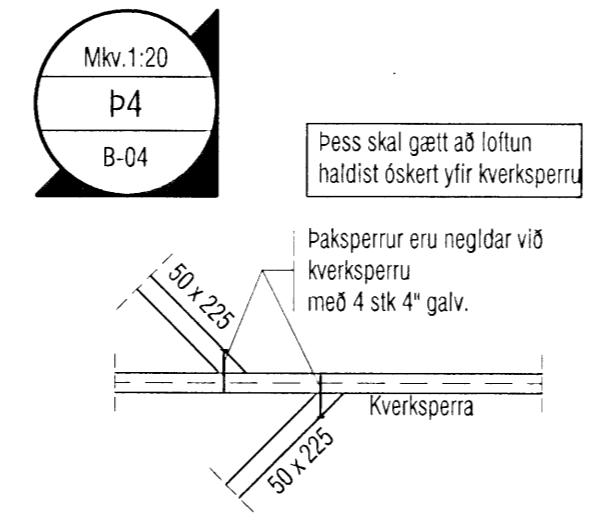 Mkv.1:20
Þ4
B-04
Þess skal gætt að loftun
haldist óskert yfir kverksperru
Þaksperrur eru negldar við
kverksperru
með 4 stk 4" galv.
50 x 225
Kverksperra
50 x 225